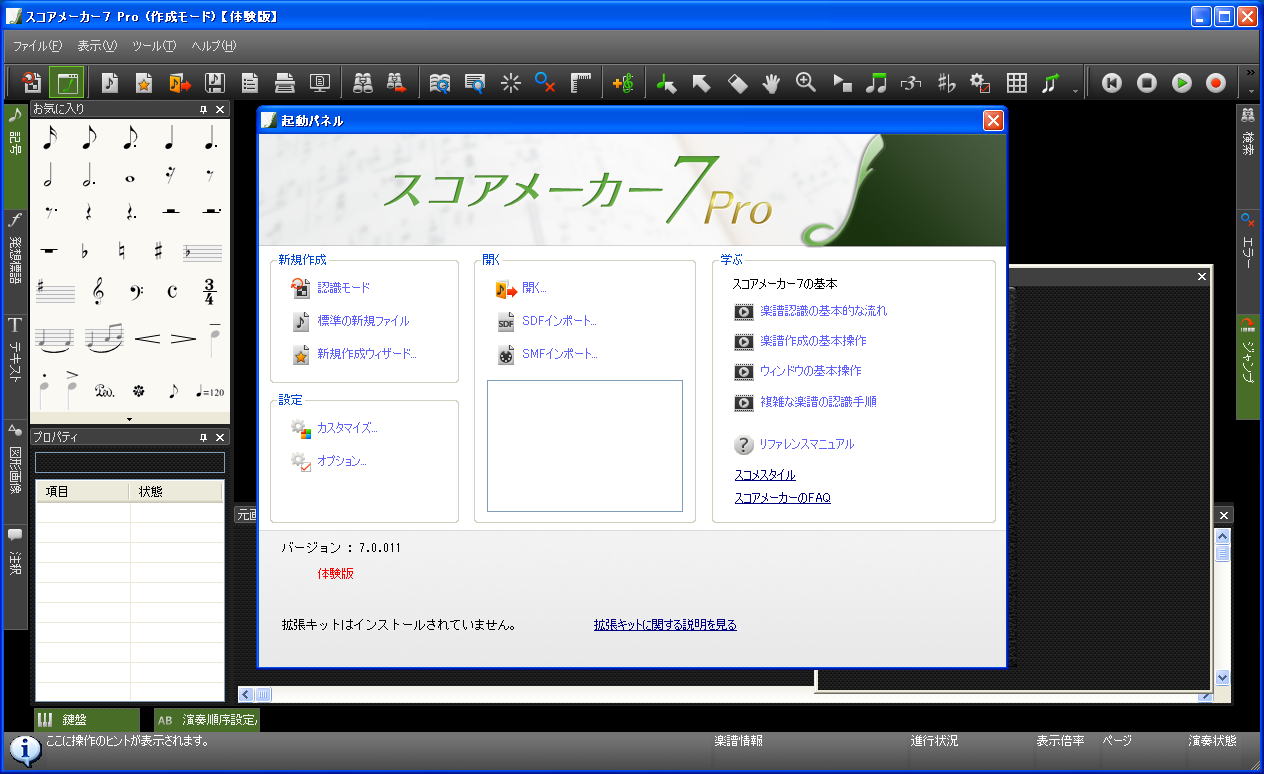 スコアメーカー7 Pro (作成モード)【体験版】
ファイル(F) 表示(V) ツール(T) ヘルプ(H)
お気に入り
記号
発想標語
テキスト
図形画像
注釈
=120
プロパティ
項目 状態
鍵盤
AB 演奏順序設定
ここに操作のヒントが表示されます。
起動パネル
スコアメーカー7 Pro
新規作成
認識モード
標準の新規ファイル
新規作成ウィザード...
設定
カスタマイズ...
オプション...
開く
開く...
SDF SDFインポート...
SMFインポート...
学ぶ
スコアメーカー7の基本
楽譜認識の基本的な流れ
楽譜作成の基本操作
ウィンドウの基本操作
複雑な楽譜の認識手順
リファレンスマニュアル
スコメスタイル
スコアメーカーのFAQ
バージョン : 7.0.011
体験版
拡張キットはインストールされていません。
拡張キットに関する説明を見る
元画
検索
エラー
ジャンプ
楽譜情報 進行状況 表示倍率 ページ 演奏状態